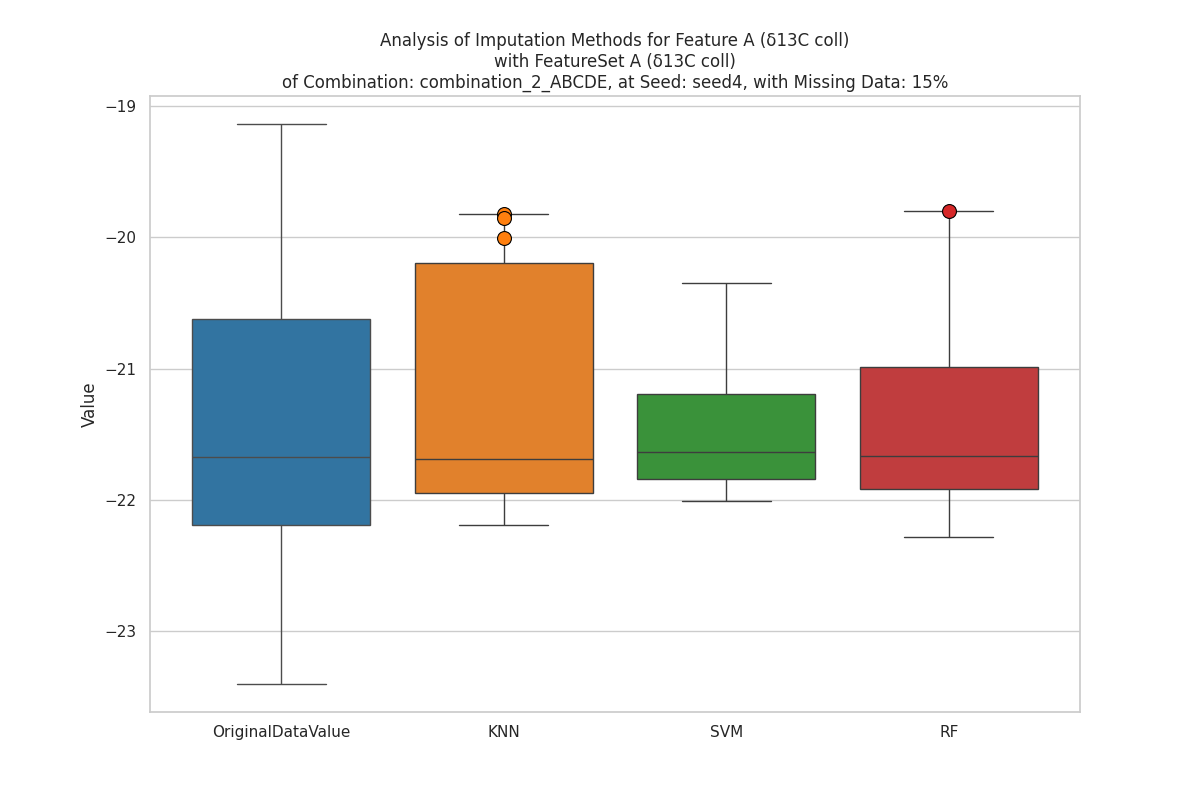 Analysis of Imputation Methods for Feature A (δ13C coll)
with FeatureSet A (δ13C coll)
of Combination: combination_2_ABCDE, at Seed: seed4, with Missing Data: 15%
−19
−20
−21
−22
−23
Value
OriginalDataValue
KNN
SVM
RF